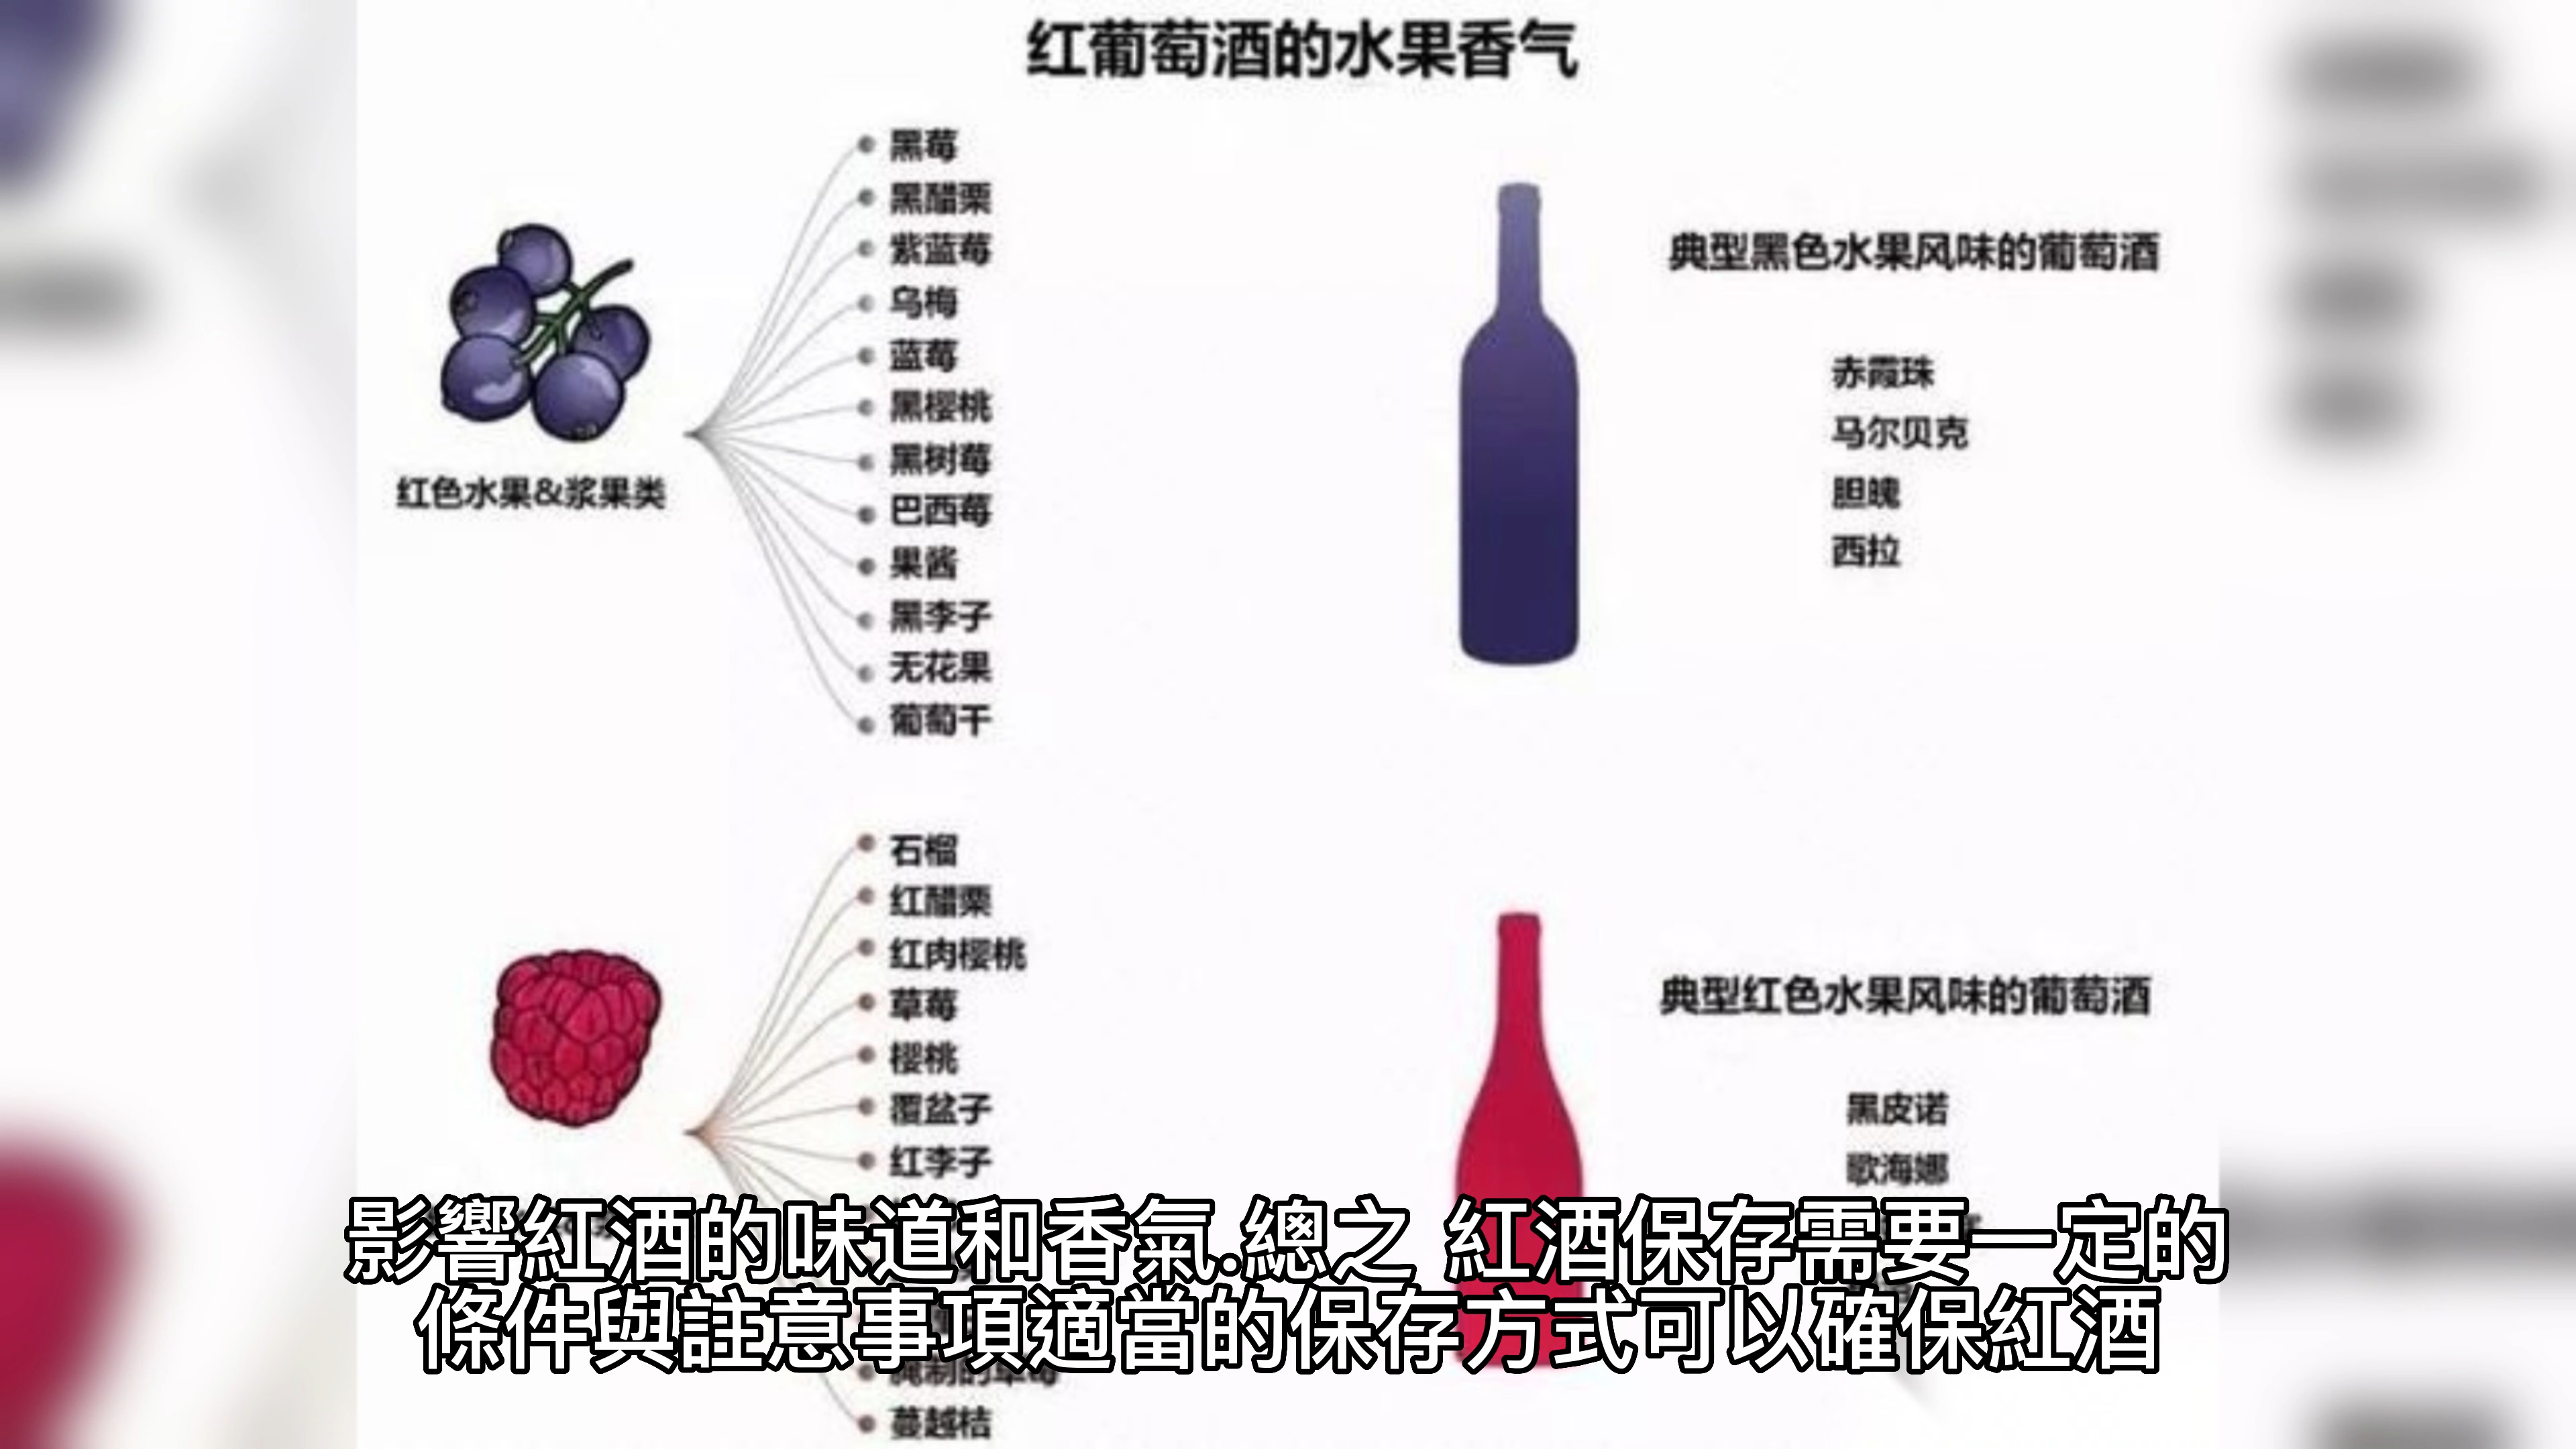 红葡萄酒的水果香气
黑莓
黑醋栗
紫蓝莓
乌梅
蓝莓
黑樱桃
黑树莓
巴西莓
果酱
黑李子
无花果
葡萄干
红色水果&浆果类
典型黑色水果风味的葡萄酒
赤霞珠
马尔贝克
胆魄
西拉
石榴
红醋栗
红肉樱桃
草莓
樱桃
覆盆子
红李子
蔓越桔
典型红色水果风味的葡萄酒
黑皮诺
歌海娜
影響紅酒的味道和香氣.總之 紅酒保存需要一定的
條件與註意事項適當的保存方式可以確保紅酒